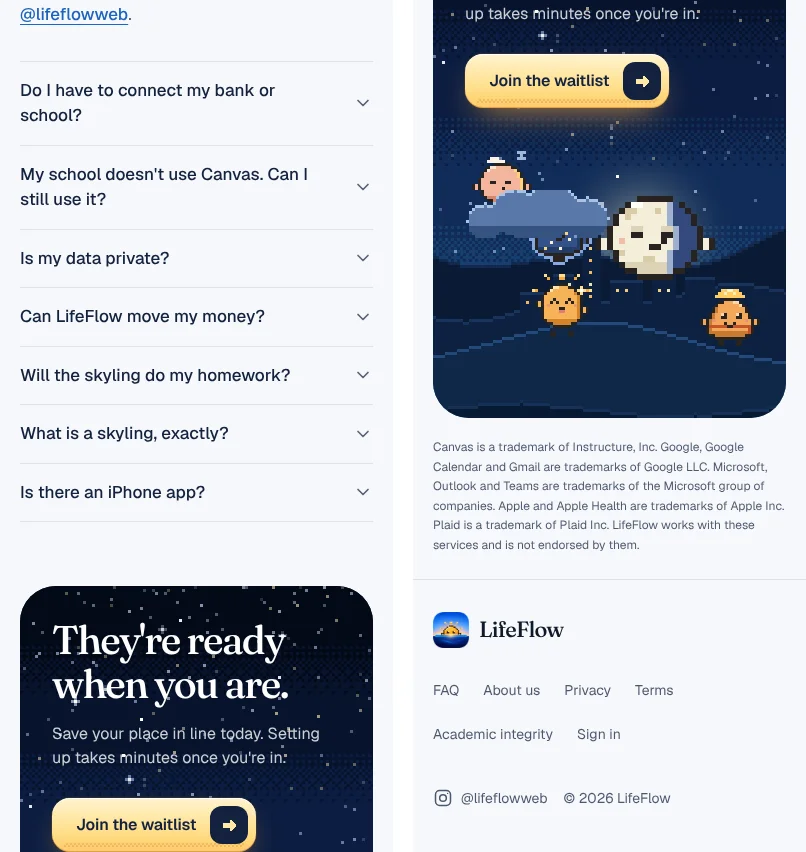 @lifeflowweb.
Do I have to connect my bank or
school?
My school doesn't use Canvas. Can I
still use it?
Is my data private?
Can LifeFlow move my money?
Will the skyling do my homework?
What is a skyling, exactly?
Is there an iPhone app?
They're ready
when you are.
Save your place in line today. Setting
up takes minutes once you're in.
Join the waitlist
up takes minutes once you're in.
Join the waitlist
Canvas is a trademark of Instructure, Inc. Google, Google
Calendar and Gmail are trademarks of Google LLC. Microsoft,
Outlook and Teams are trademarks of the Microsoft group of
companies. Apple and Apple Health are trademarks of Apple Inc.
Plaid is a trademark of Plaid Inc. LifeFlow works with these
services and is not endorsed by them.
LifeFlow
FAQ About us Privacy Terms
Academic integrity Sign in
@lifeflowweb © 2026 LifeFlow